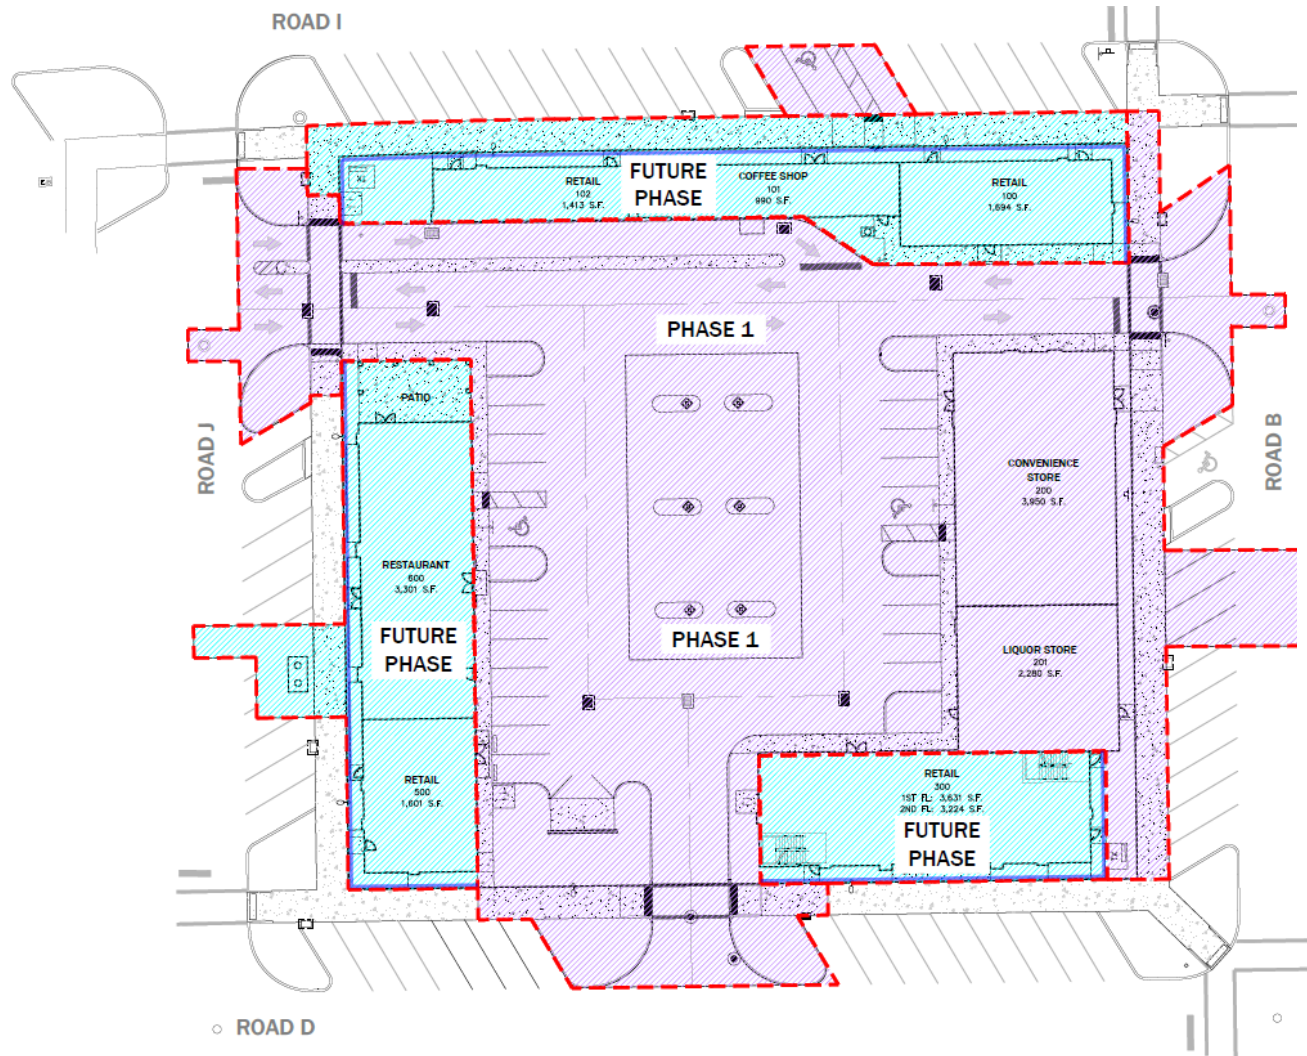 ROAD I
RETAIL
102
1,413 S.F.
FUTURE
PHASE
COFFEE SHOP
101
990 S.F.
RETAIL
100
1,694 S.F.
PHASE 1
PATIO
ROAD J
ROAD B
CONVENIENCE
STORE
200
3,950 S.F.
RESTAURANT
600
3,301 S.F.
FUTURE
PHASE
PHASE 1
LIQUOR STORE
201
2,280 S.F.
RETAIL
500
1,601 S.F.
RETAIL
300
1ST FL: 3,631 S.F.
2ND FL: 3,224 S.F.
FUTURE
PHASE
ROAD D